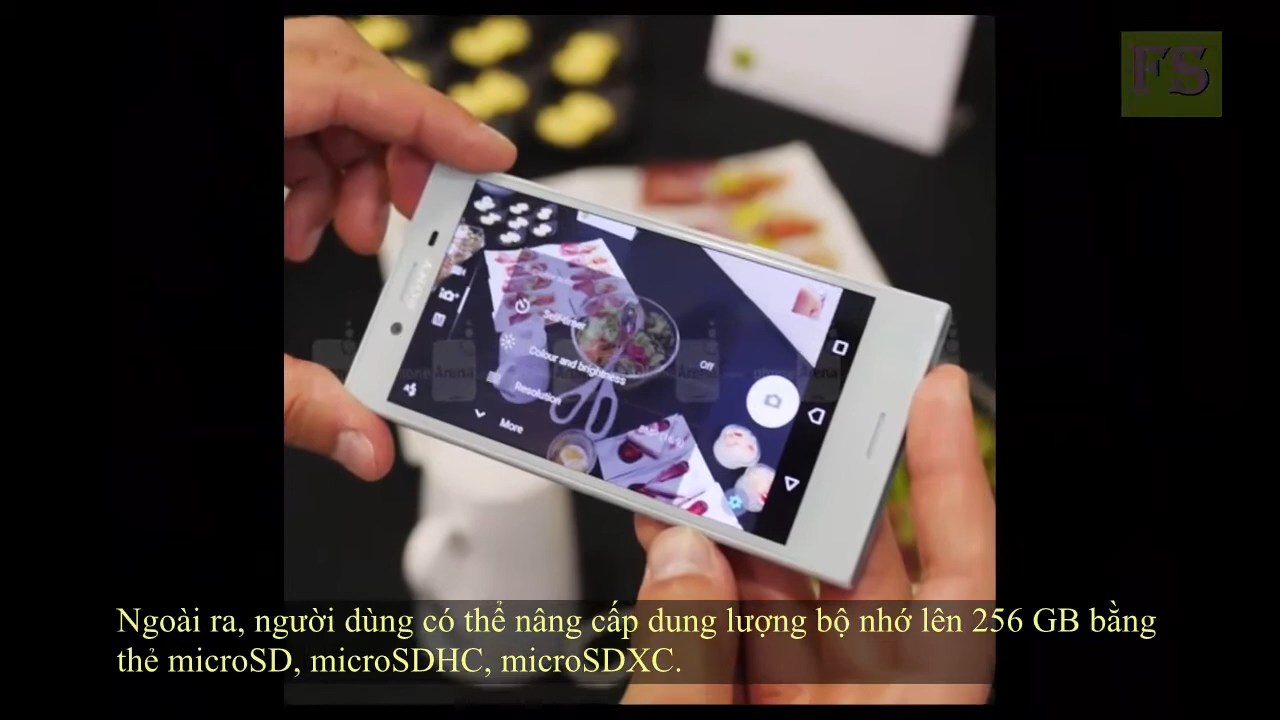 FS
SONY
Self-timer
Off
Colour and brightness
Resolution
More
phoneArena
Ngoài ra, người dùng có thể nâng cấp dung lượng bộ nhớ lên 256 GB bằng
thẻ microSD, microSDHC, microSDXC.